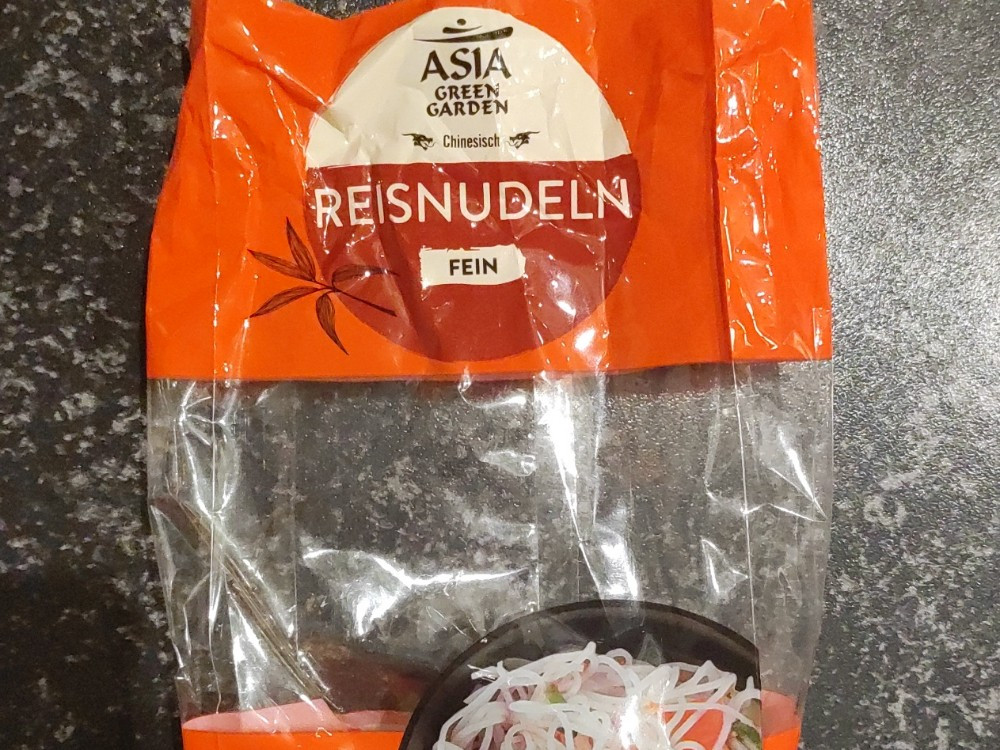 ASIA
GREEN
GARDEN
Chinesisch
REISNUDELN
FEIN